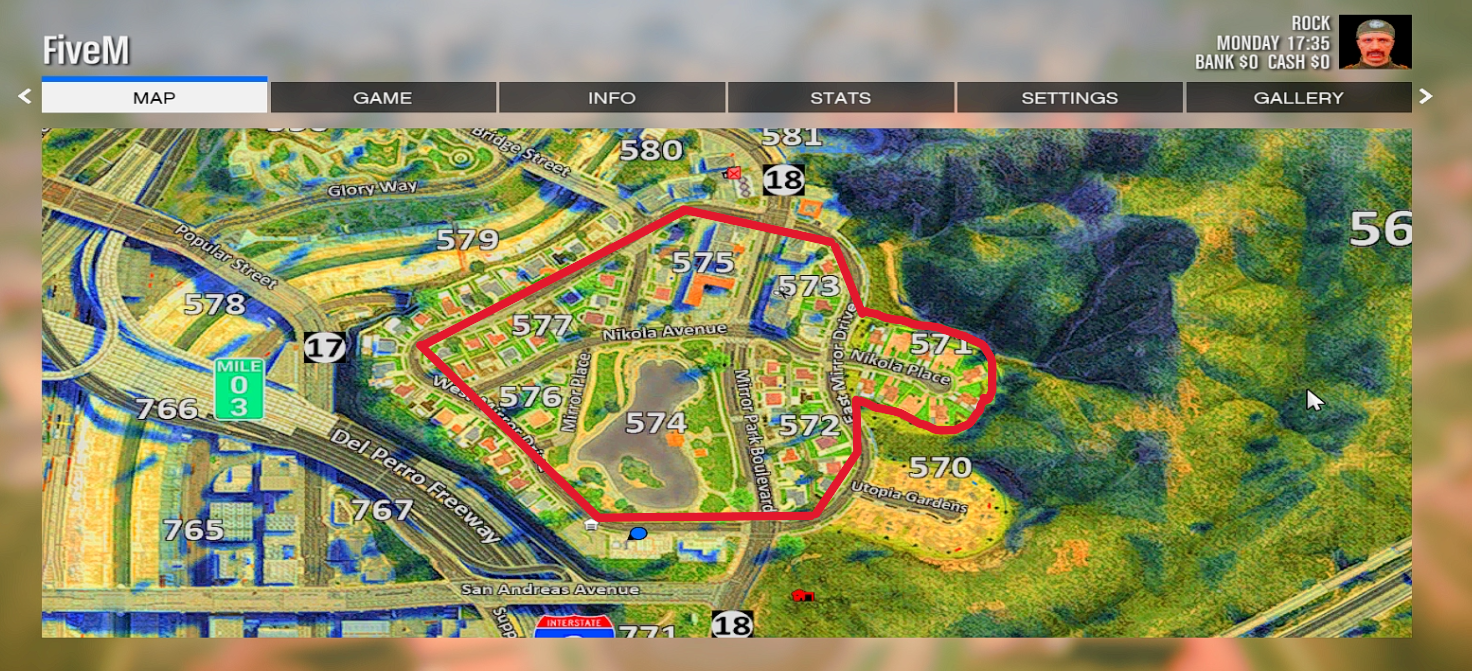 FiveM
ROCK
MONDAY 17:35
BANK $0 CASH $0
MAP
GAME
INFO
STATS
SETTINGS
GALLERY
581
Bridge Street
580
18
Glory Way
56
Popular Street
579
575
573
578
577
Nikola Avenue
17
571
East Mirror Drive
Nikola Place
MILE
0
3
766
West Mirror Drive
576
Mirror Place
574
Mirror Park Boulevard
572
Del Perro Freeway
570
Utopia Gardens
767
765
San Andreas Avenue
Supp
INTERSTATE
771
18